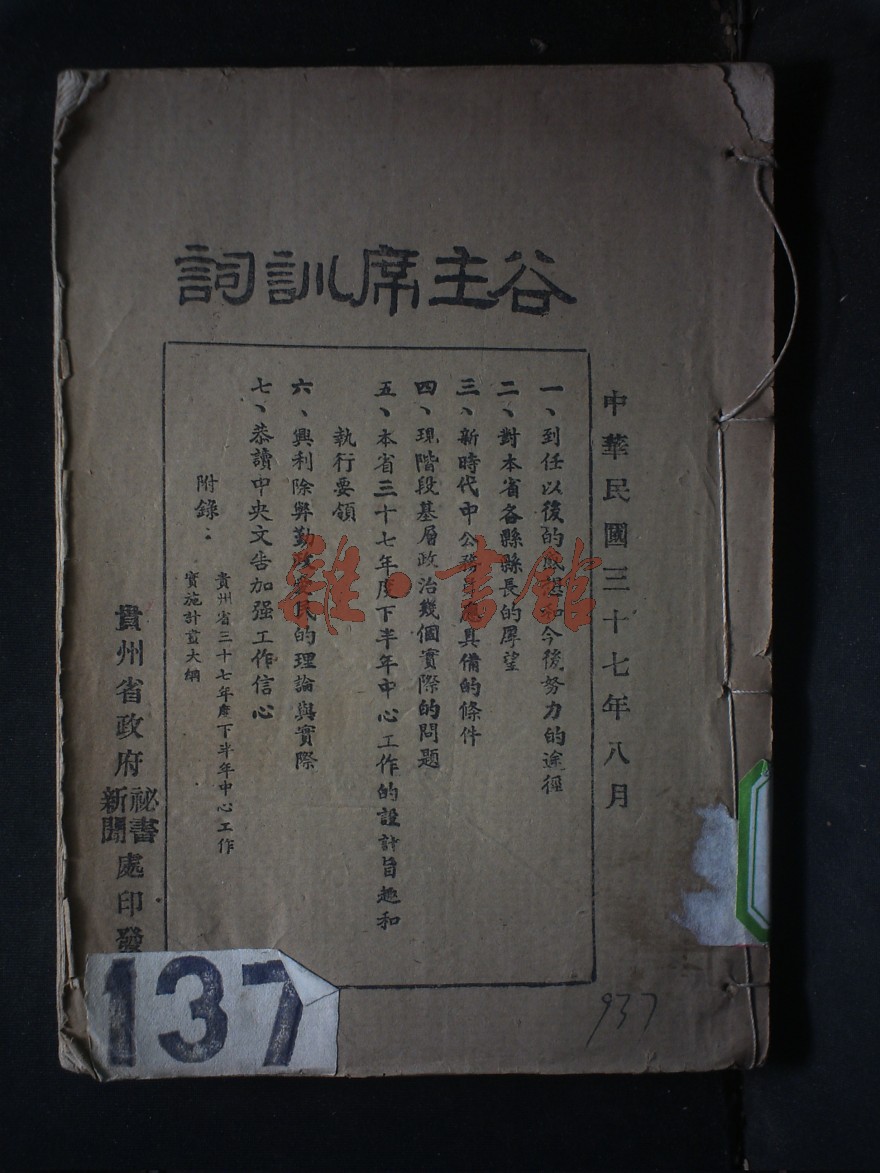 谷主席訓詞
中華民國三十七年八月
一、到任以後的感想和今後努力的途徑
二、對本省各縣縣長的厚望
三、新時代中公務員應具備的條件
四、現階段基層政治幾個實際的問題
五、本省三十七年度下半年中心工作的設計旨趣和
執行要領
六、興利除弊勤政愛民的理論與實際
七、恭讀中央文告加强工作信心
附錄：
貴州省三十七年度下半年中心工作
實施計畫大綱
貴州省政府祕書新聞處印發
雜·書館
137
937